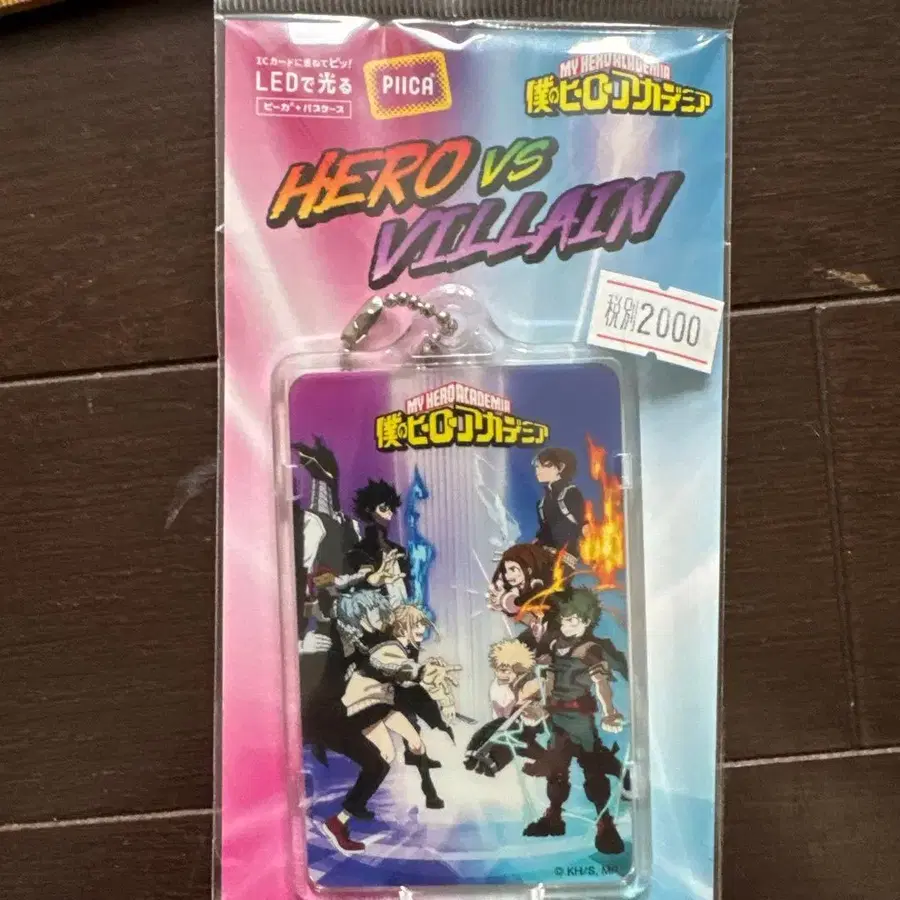 ICカードに重ねてピッ!
LEDで光る
ピーカ+パスケース
PIICA
MY HERO ACADEMIA
僕のヒーローアカデミア
HERO VS
VILLAIN
税別2000
MY HERO ACADEMIA
僕のヒーローアカデミア
© KH/S, MP